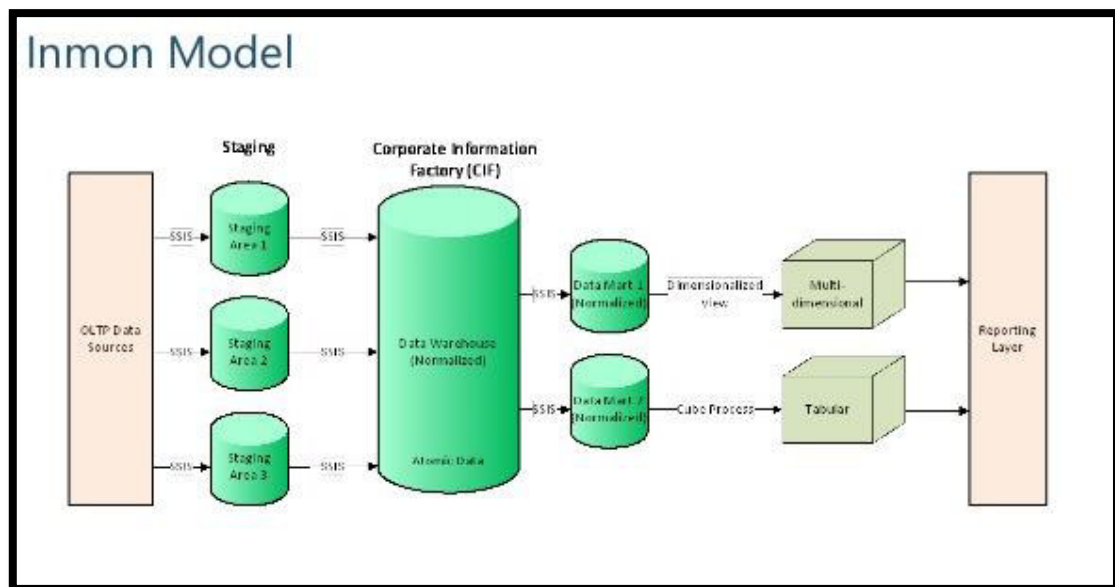 Inmon Model
Staging
Corporate Information
Factory (CIF)
OLTP Data
Sources
SSIS
SSIS
SSIS
Staging
Area 1
Staging
Area 2
Staging
Area 3
SSIS
SSIS
SSIS
Data Warehouse
(Normalized)
Atomic Data
SSIS
SSIS
Data Mart 1
(Normalized)
Data Mart 2
(Normalized)
Dimensionalized
View
Cube Process
Multi-
dimensional
Tabular
Reporting
Layer